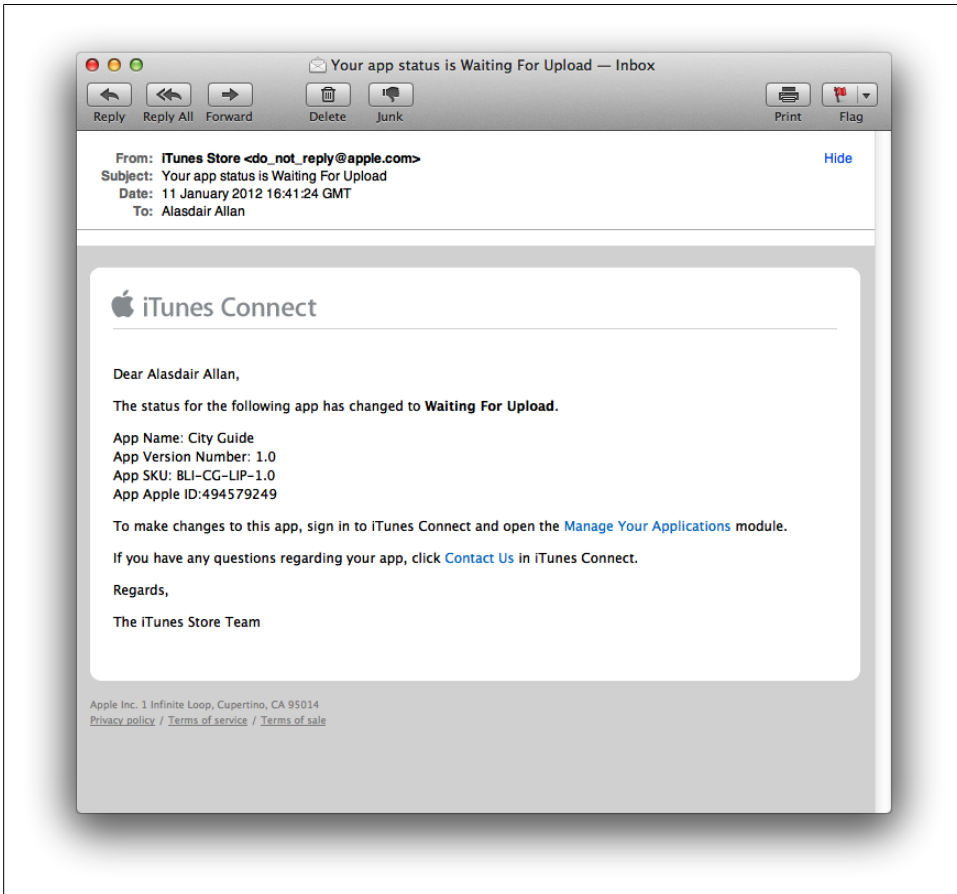 Your app status is Waiting For Upload — Inbox
Reply Reply All Forward Delete Junk Print Flag
From: iTunes Store <do_not_reply@apple.com> Hide
Subject: Your app status is Waiting For Upload
Date: 11 January 2012 16:41:24 GMT
To: Alasdair Allan
iTunes Connect
Dear Alasdair Allan,
The status for the following app has changed to Waiting For Upload.
App Name: City Guide
App Version Number: 1.0
App SKU: BLI-CG-LIP-1.0
App Apple ID:494579249
To make changes to this app, sign in to iTunes Connect and open the Manage Your Applications module.
If you have any questions regarding your app, click Contact Us in iTunes Connect.
Regards,
The iTunes Store Team
Apple Inc. 1 Infinite Loop, Cupertino, CA 95014
Privacy policy / Terms of service / Terms of sale